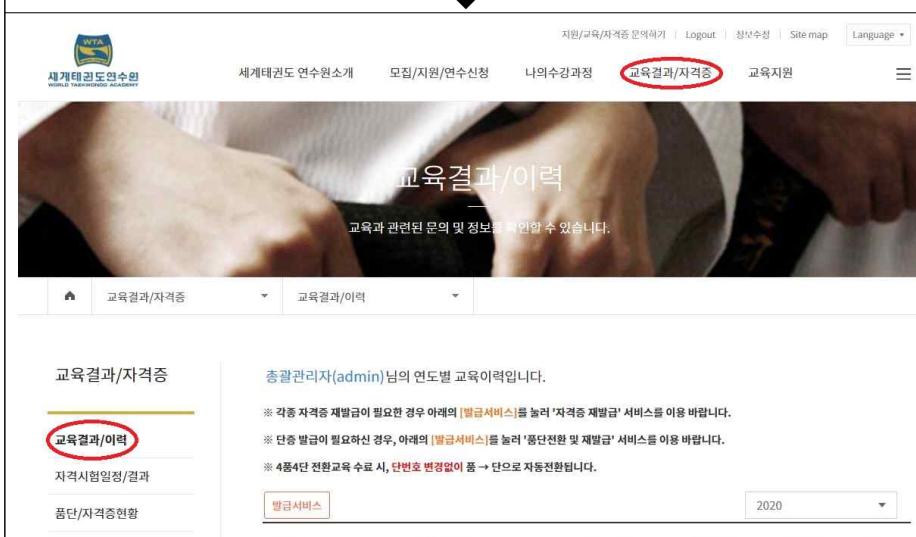 지원/교육/자격증 문의하기 | Logout | 정보수정 | Site map Language
WTA
세계태권도연수원
WORLD TAEKWONDO ACADEMY
세계태권도 연수원소개 모집/지원/연수신청 나의수강과정 교육결과/자격증 교육지원
교육결과/이력
교육과 관련된 문의 및 정보를 확인할 수 있습니다.
교육결과/자격증 교육결과/이력
교육결과/자격증
교육결과/이력
자격시험일정/결과
품단/자격증현황
총괄관리자(admin)님의 연도별 교육이력입니다.
※ 각종 자격증 재발급이 필요한 경우 아래의 [발급서비스]를 눌러 '자격증 재발급' 서비스를 이용 바랍니다.
※ 단증 발급이 필요하신 경우, 아래의 [발급서비스]를 눌러 '품단전환 및 재발급' 서비스를 이용 바랍니다.
※ 4품4단 전환교육 수료 시, 단번호 변경없이 품 → 단으로 자동전환됩니다.
발급서비스 2020